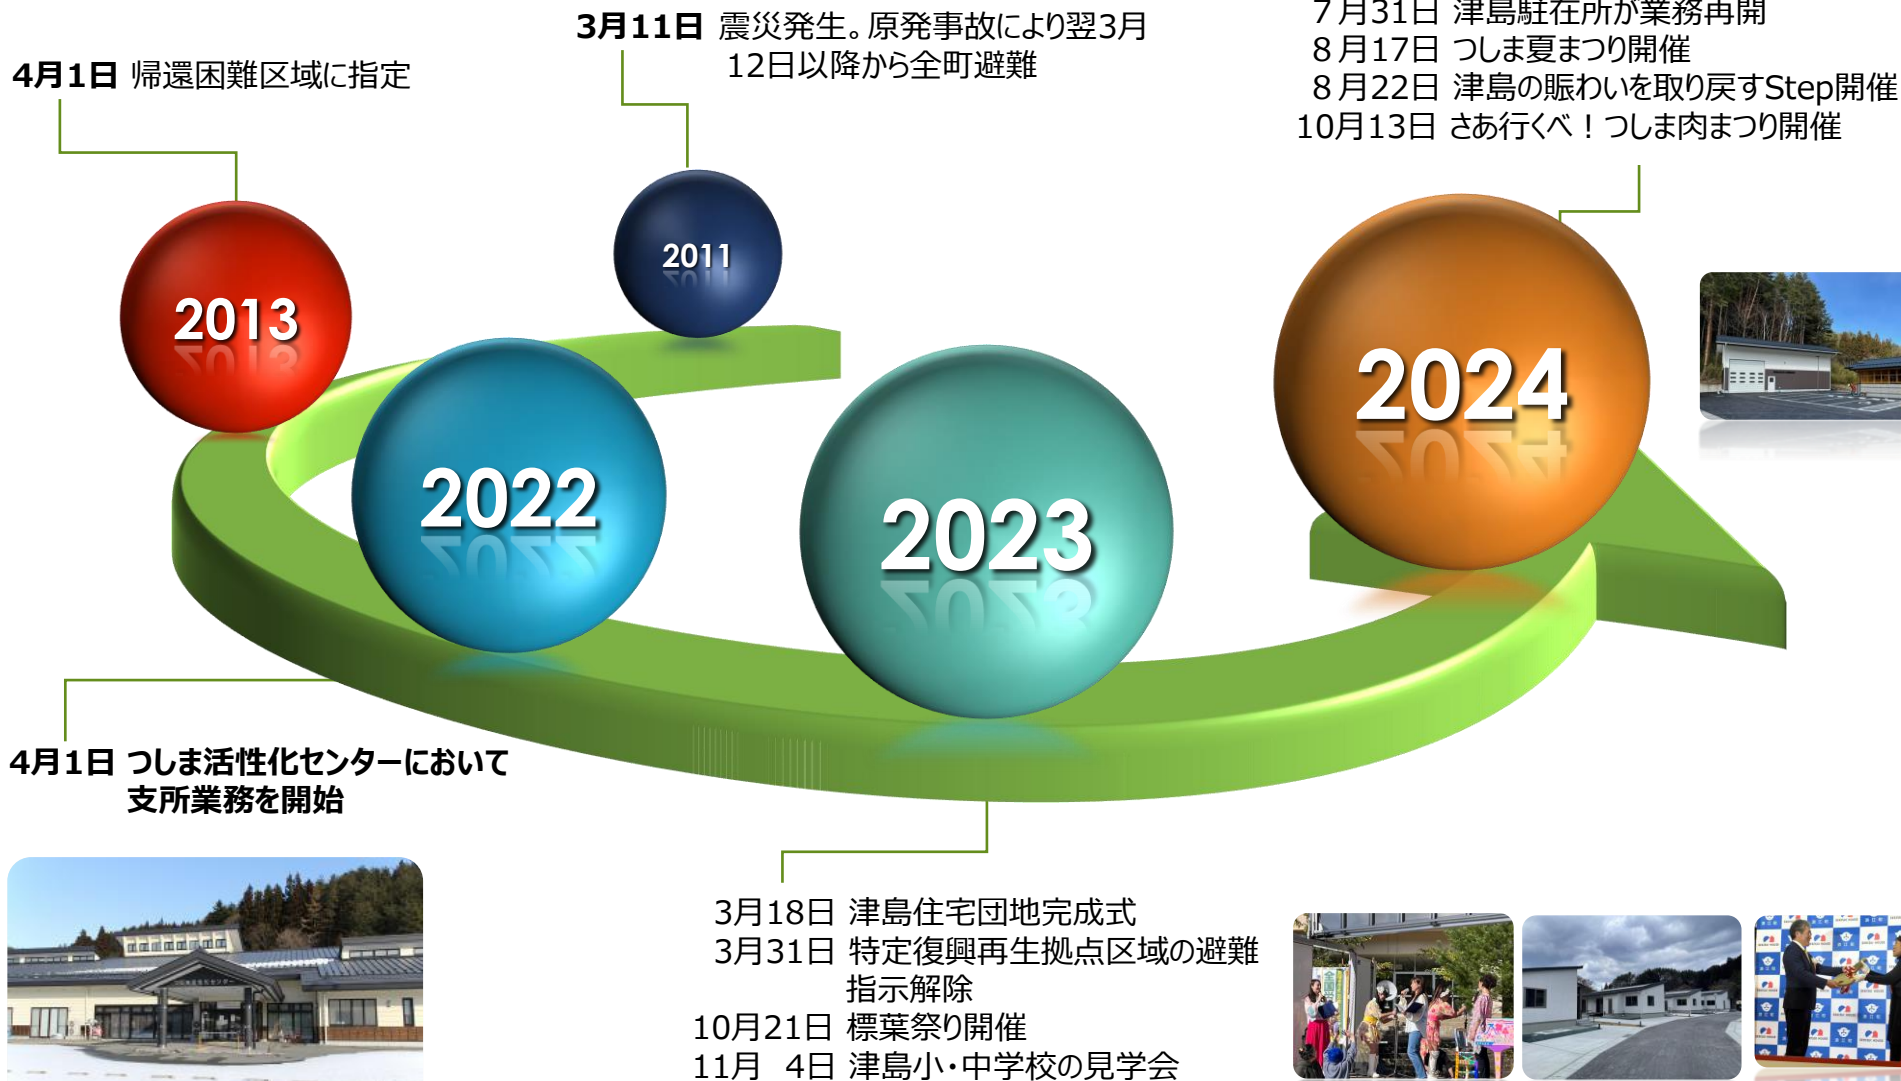 3月11日 震災発生。原発事故により翌3月
12日以降から全町避難
4月1日 帰還困難区域に指定
7月31日 津島駐在所が業務再開
8月17日 つしま夏まつり開催
8月22日 津島の賑わいを取り戻すStep開催
10月13日 さあ行くべ！つしま肉まつり開催
2011
2013
2022
2023
2024
4月1日 つしま活性化センターにおいて
支所業務を開始
3月18日 津島住宅団地完成式
3月31日 特定復興再生拠点区域の避難
指示解除
10月21日 標葉祭り開催
11月 4日 津島小・中学校の見学会